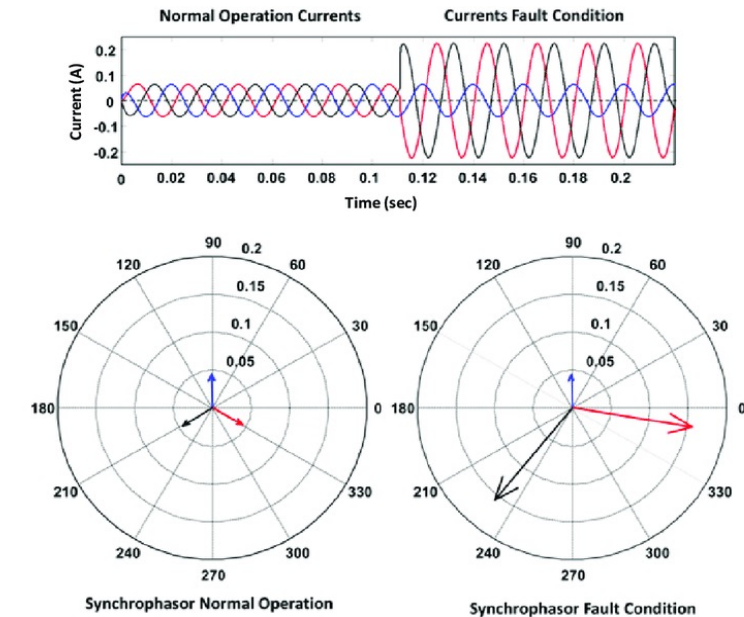 Normal Operation Currents Currents Fault Condition
0.2
0.1
0
-0.1
-0.2
Current (A)
0 0.02 0.04 0.06 0.08 0.1 0.12 0.14 0.16 0.18 0.2
Time (sec)
90 0.2
120 60
0.15
150 0.1 30
0.05
180 0
210 330
240 300
270
Synchrophasor Normal Operation
90 0.2
120 60
0.15
150 0.1 30
0.05
180 0
210 330
240 300
270
Synchrophasor Fault Condition